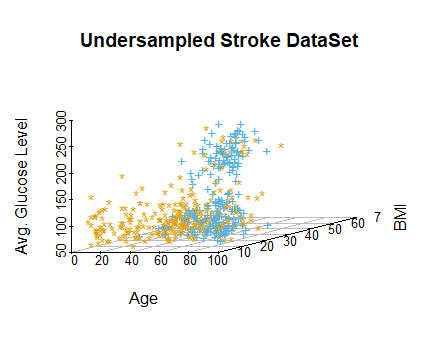 Undersampled Stroke DataSet
Avg. Glucose Level
50 100 150 200 250 300
0 20 40 60 80 100
Age
10 20 30 40 50 60 7
BMI